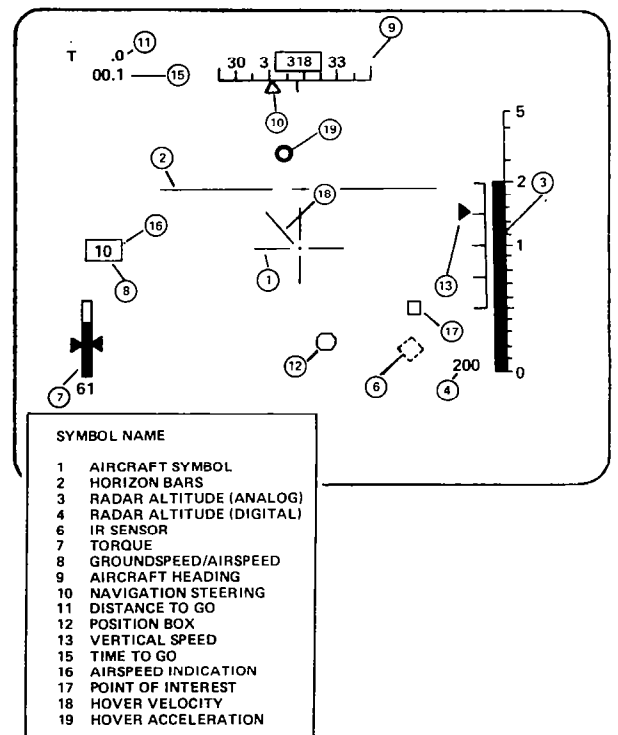 11 9
T .0
30 3 318 33
00.1 15
10
5
19
2
18
2 3
16
10
1
1 13
8
17
12
6 200
7 61 4 0
SYMBOL NAME
1 AIRCRAFT SYMBOL
2 HORIZON BARS
3 RADAR ALTITUDE (ANALOG)
4 RADAR ALTITUDE (DIGITAL)
6 IR SENSOR
7 TORQUE
8 GROUNDSPEED/AIRSPEED
9 AIRCRAFT HEADING
10 NAVIGATION STEERING
11 DISTANCE TO GO
12 POSITION BOX
13 VERTICAL SPEED
15 TIME TO GO
16 AIRSPEED INDICATION
17 POINT OF INTEREST
18 HOVER VELOCITY
19 HOVER ACCELERATION